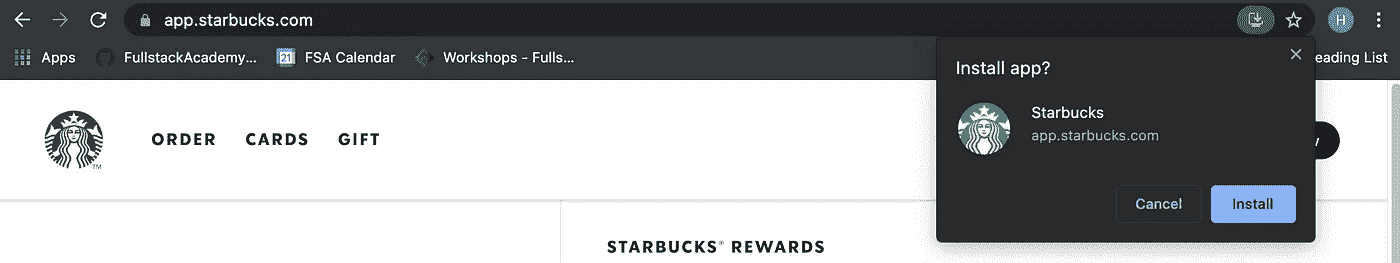 app.starbucks.com
H
Apps FullstackAcademy... 21 FSA Calendar Workshops - Fulls... eading List
Install app?
Starbucks
app.starbucks.com
ORDER CARDS GIFT
TM
Cancel Install
STARBUCKS® REWARDS